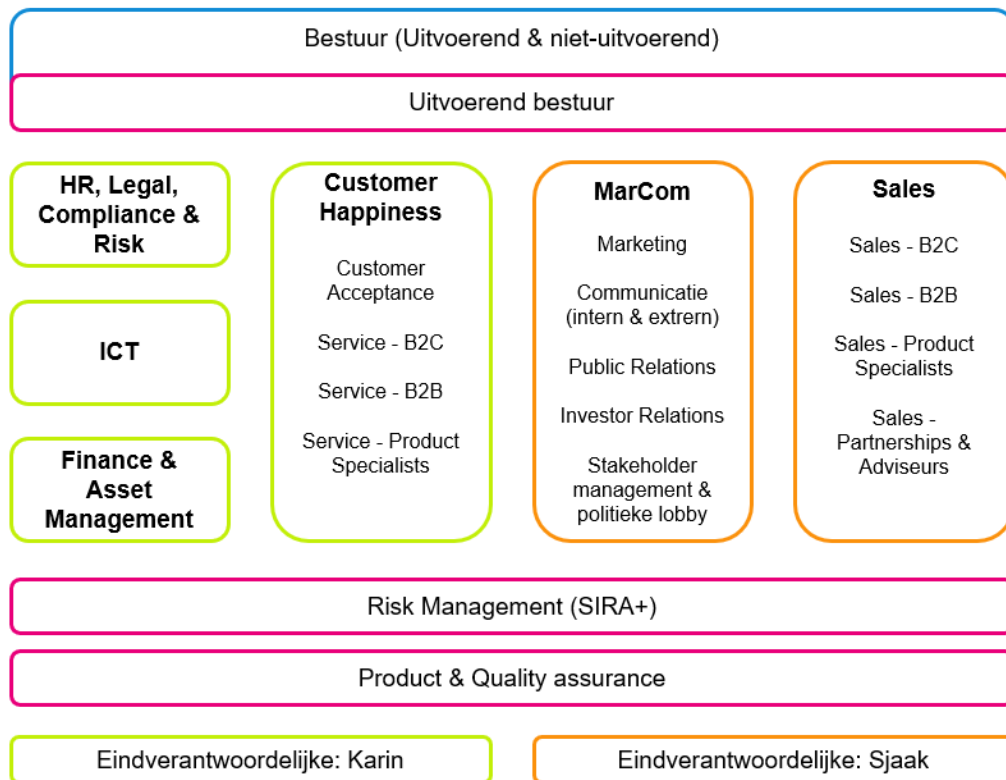 Bestuur (Uitvoerend & niet-uitvoerend)
Uitvoerend bestuur
HR, Legal,
Compliance &
Risk
ICT
Finance &
Asset
Management
Customer
Happiness
Customer
Acceptance
Service - B2C
Service - B2B
Service - Product
Specialists
MarCom
Marketing
Communicatie
(intern & extrern)
Public Relations
Investor Relations
Stakeholder
management &
politieke lobby
Sales
Sales - B2C
Sales - B2B
Sales - Product
Specialists
Sales -
Partnerships &
Adviseurs
Risk Management (SIRA+)
Product & Quality assurance
Eindverantwoordelijke: Karin
Eindverantwoordelijke: Sjaak